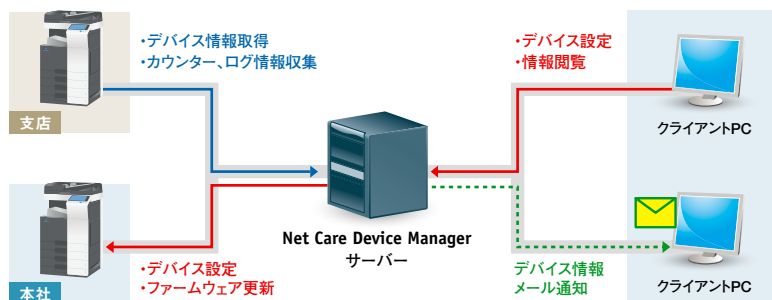 ・デバイス情報取得
・カウンター、ログ情報収集
・デバイス設定
・情報閲覧
支店
クライアントPC
Net Care Device Manager
サーバー
・デバイス設定
・ファームウェア更新
本社
デバイス情報
メール通知
クライアントPC